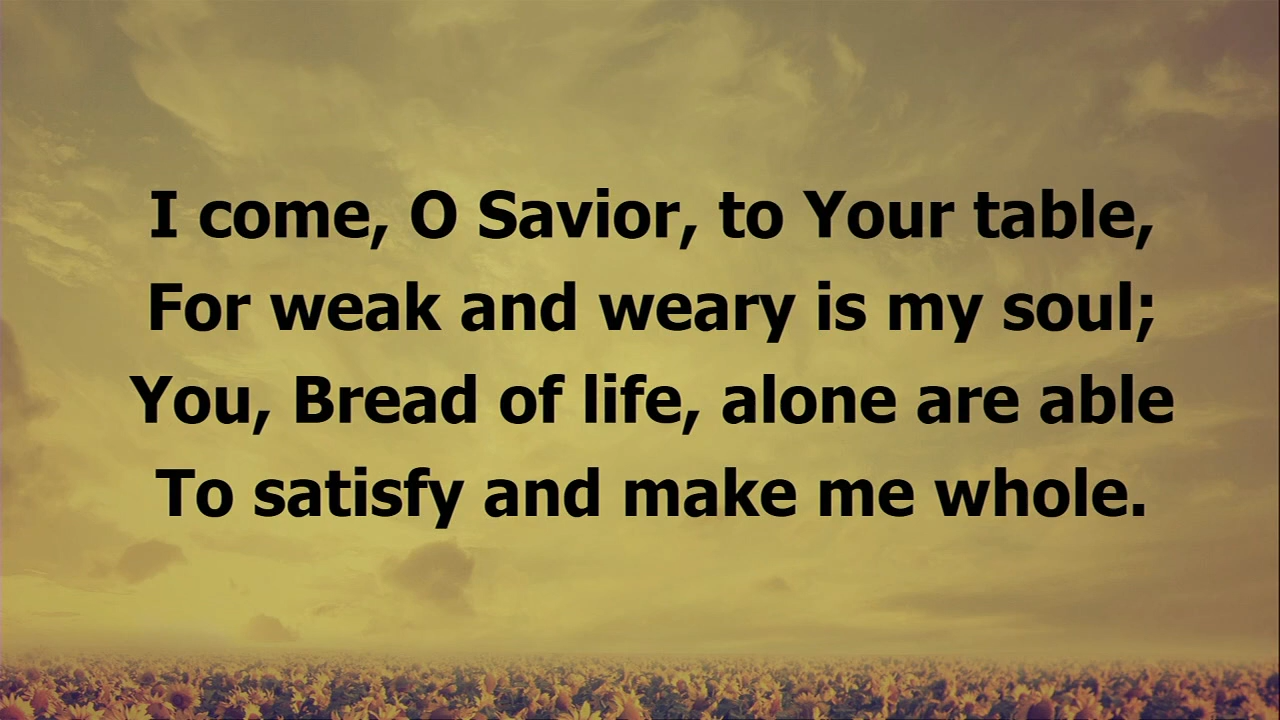 I come, O Savior, to Your table,
For weak and weary is my soul;
You, Bread of life, alone are able
To satisfy and make me whole.